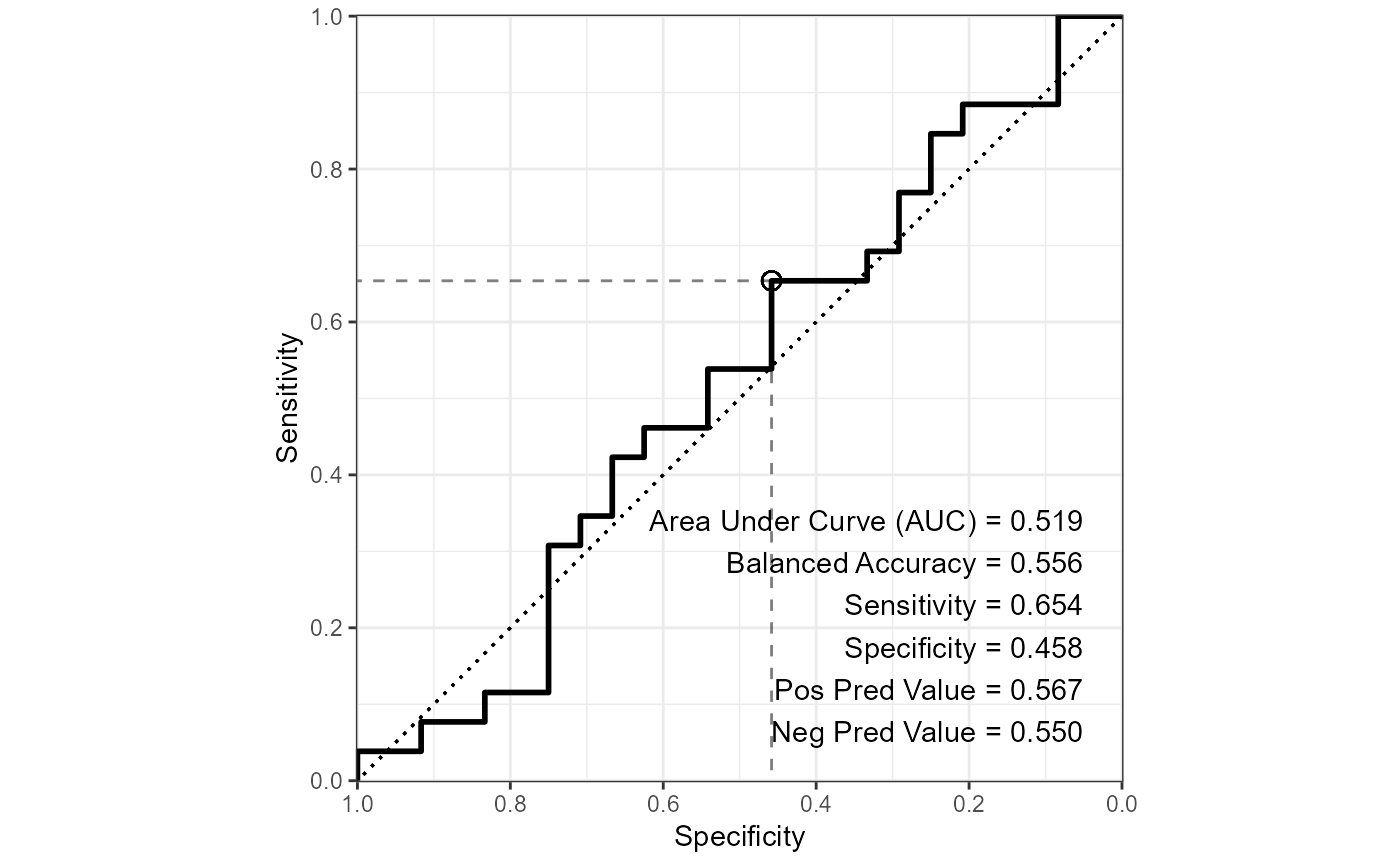 1.0
0.8
0.6
0.4
0.2
0.0
Sensitivity
Area Under Curve (AUC) = 0.519
Balanced Accuracy = 0.556
Sensitivity = 0.654
Specificity = 0.458
Pos Pred Value = 0.567
Neg Pred Value = 0.550
1.0 0.8 0.6 0.4 0.2 0.0
Specificity